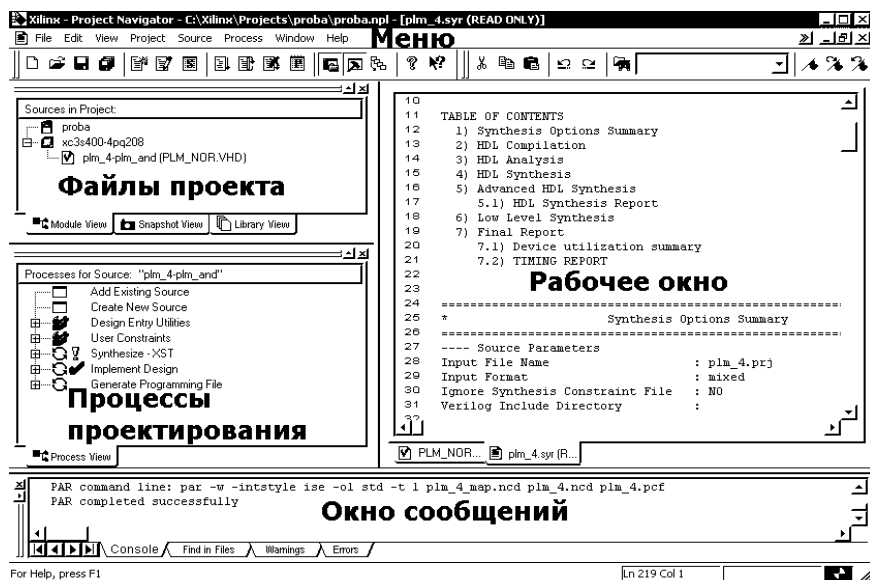 Xilinx - Project Navigator - C:\Xilinx\Projects\proba\proba.npl - [plm_4.syr (READ ONLY)]
File Edit View Project Source Process Window Help
Меню
Sources in Project:
proba
xc3s400-4pq208
plm_4-plm_and (PLM_NOR.VHD)
Файлы проекта
Module View Snapshot View Library View
Processes for Source: "plm_4-plm_and"
Add Existing Source
Create New Source
Design Entry Utilities
User Constraints
Synthesize - XST
Implement Design
Generate Programming File
Процессы
проектирования
Process View
10
11 TABLE OF CONTENTS
12 1) Synthesis Options Summary
13 2) HDL Compilation
14 3) HDL Analysis
15 4) HDL Synthesis
16 5) Advanced HDL Synthesis
17 5.1) HDL Synthesis Report
18 6) Low Level Synthesis
19 7) Final Report
20 7.1) Device utilization summary
21 7.2) TIMING REPORT
22
Рабочее окно
23
24 =========================================================
25 * Synthesis Options Summary
26 =========================================================
27 ---- Source Parameters
28 Input File Name : plm_4.prj
29 Input Format : mixed
30 Ignore Synthesis Constraint File : NO
31 Verilog Include Directory :
32
PLM_NOR... plm_4.syr (R...
PAR command line: par -w -intstyle ise -ol std -t 1 plm_4_map.ncd plm_4.ncd plm_4.pcf
PAR completed successfully
Окно сообщений
Console Find in Files Warnings Errors
For Help, press F1
Ln 219 Col 1